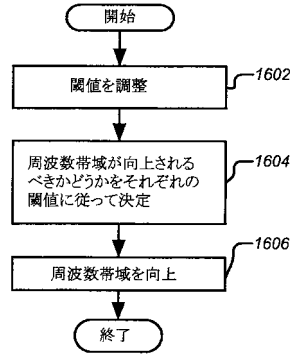 開始
閾値を調整
1602
周波数帯域が向上される
べきかどうかをそれぞれの
閾値に従って決定
1604
周波数帯域を向上
1606
終了